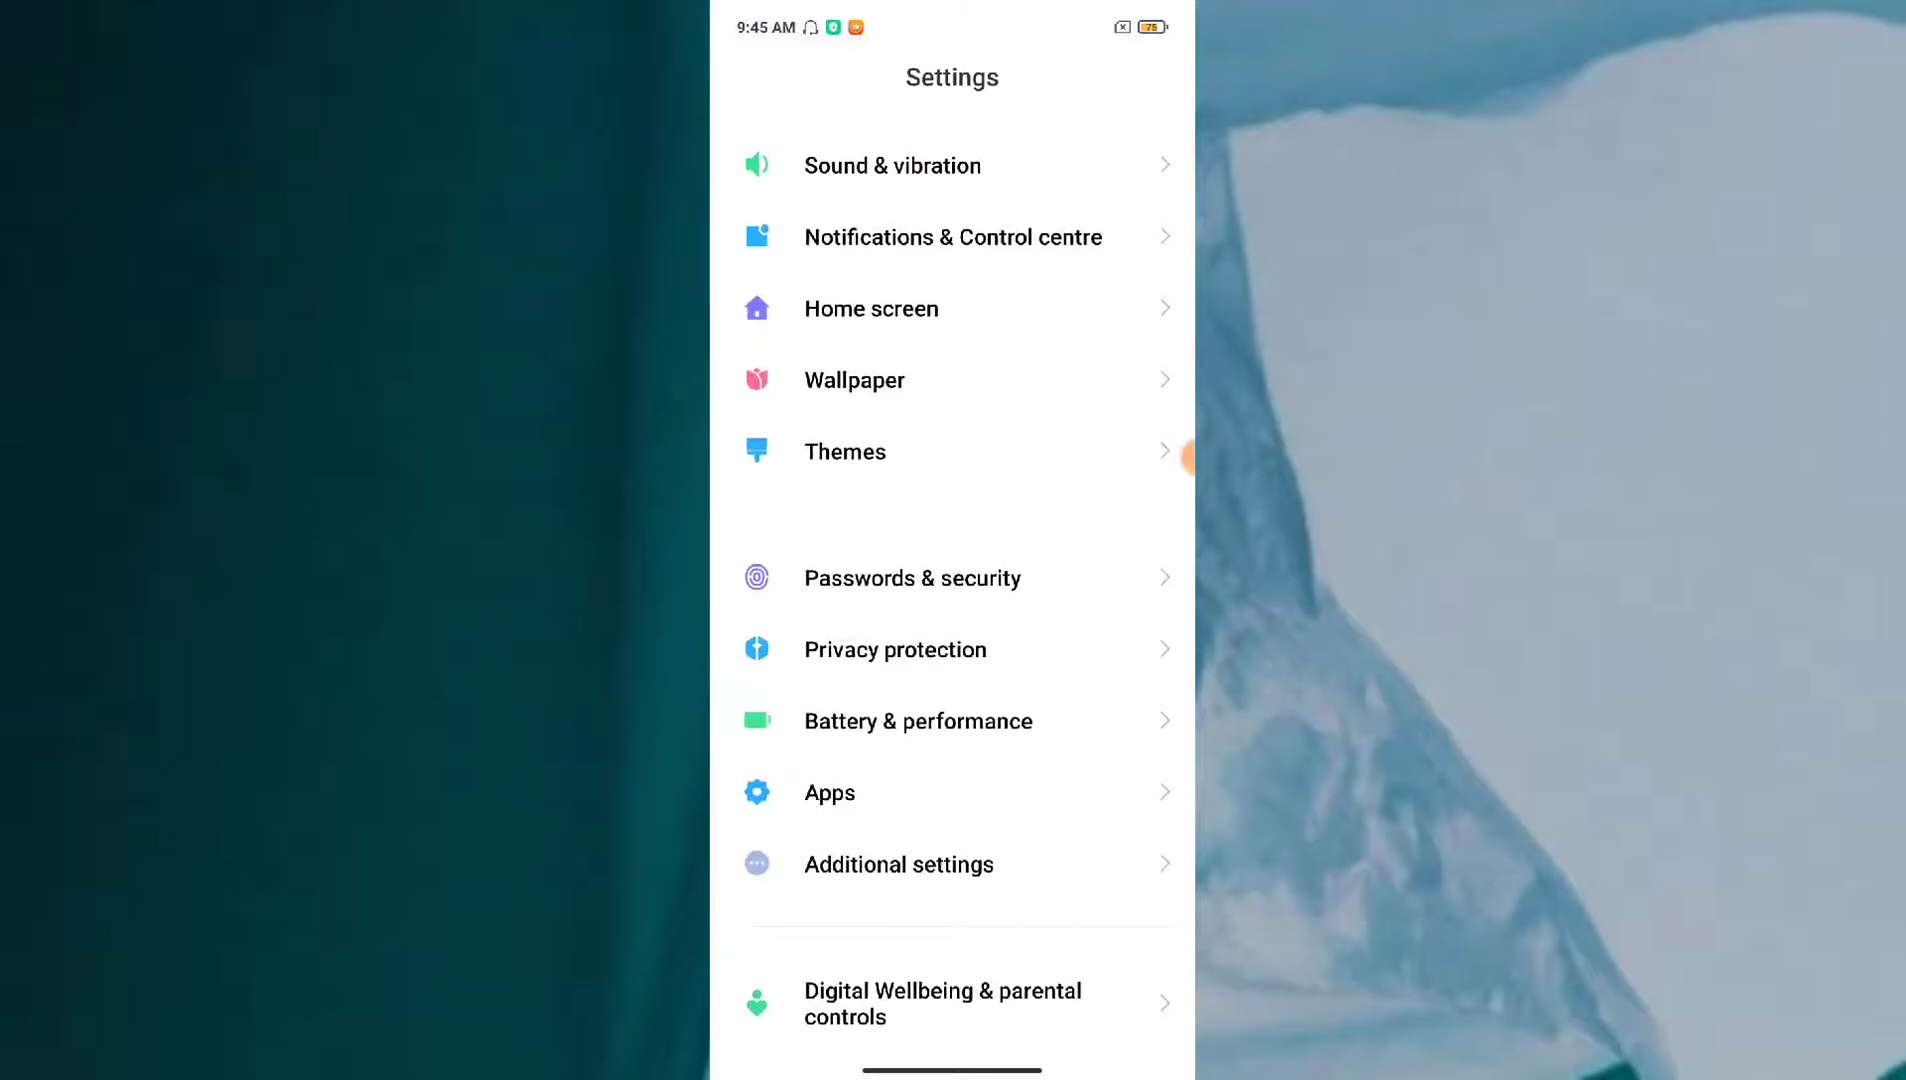 9:45 AM
75
Settings
Sound & vibration
Notifications & Control centre
Home screen
Wallpaper
Themes
Passwords & security
Privacy protection
Battery & performance
Apps
Additional settings
Digital Wellbeing & parental
controls